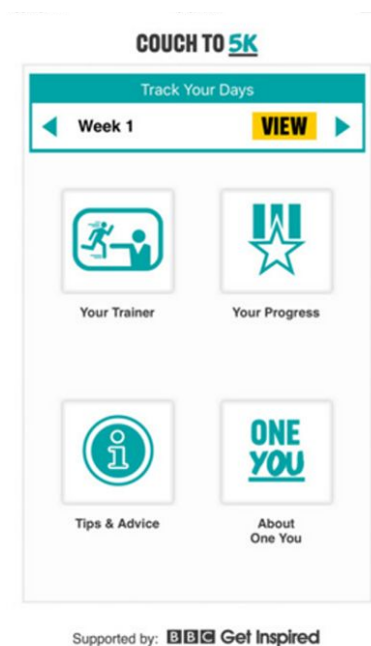 COUCH TO 5K
Track Your Days
Week 1 VIEW
Your Trainer Your Progress
i ONE
YOU
Tips & Advice About
One You
Supported by: BBC Get Inspired